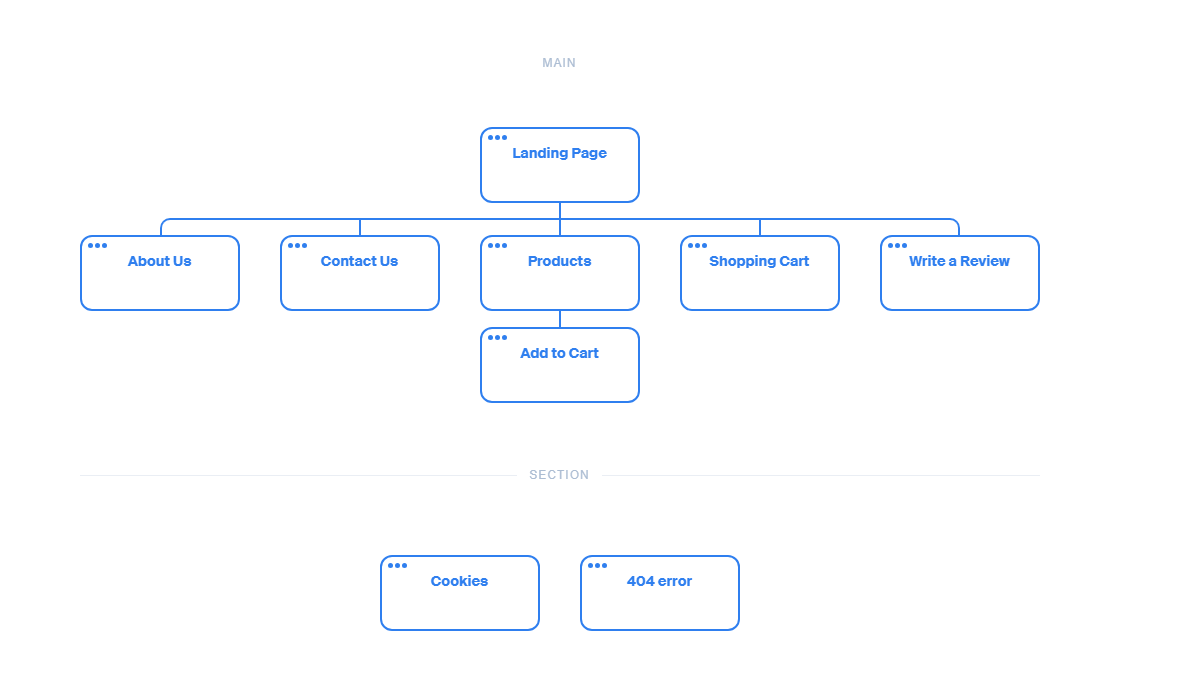 MAIN
Landing Page
About Us
Contact Us
Products
Shopping Cart
Write a Review
Add to Cart
SECTION
Cookies
404 error